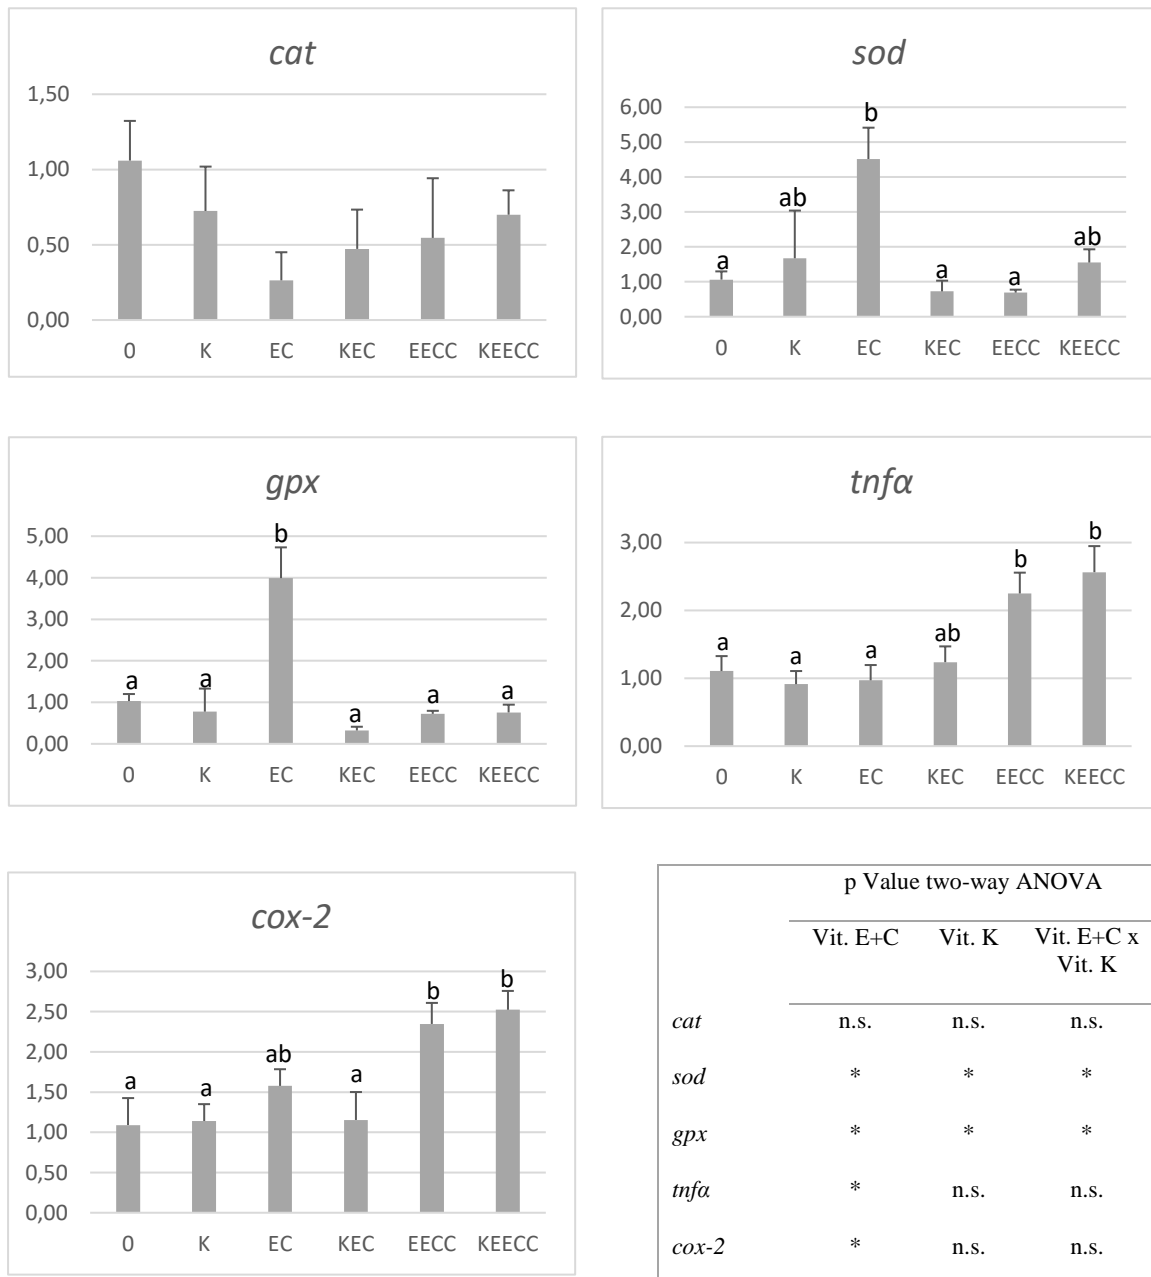 cat
1,50
1,00
0,50
0,00
0 K EC KEC EECC KEECC
sod
6,00
5,00
4,00
3,00
2,00
1,00
0,00
a ab b a a ab
0 K EC KEC EECC KEECC
gpx
5,00
4,00
3,00
2,00
1,00
0,00
a a b a a a
0 K EC KEC EECC KEECC
tnfα
3,00
2,00
1,00
0,00
a a a ab b b
0 K EC KEC EECC KEECC
cox-2
3,00
2,50
2,00
1,50
1,00
0,50
0,00
a a ab a b b
0 K EC KEC EECC KEECC
p Value two-way ANOVA
Vit. E+C Vit. K Vit. E+C x
Vit. K
cat n.s. n.s. n.s.
sod * * *
gpx * * *
tnfα * n.s. n.s.
cox-2 * n.s. n.s.